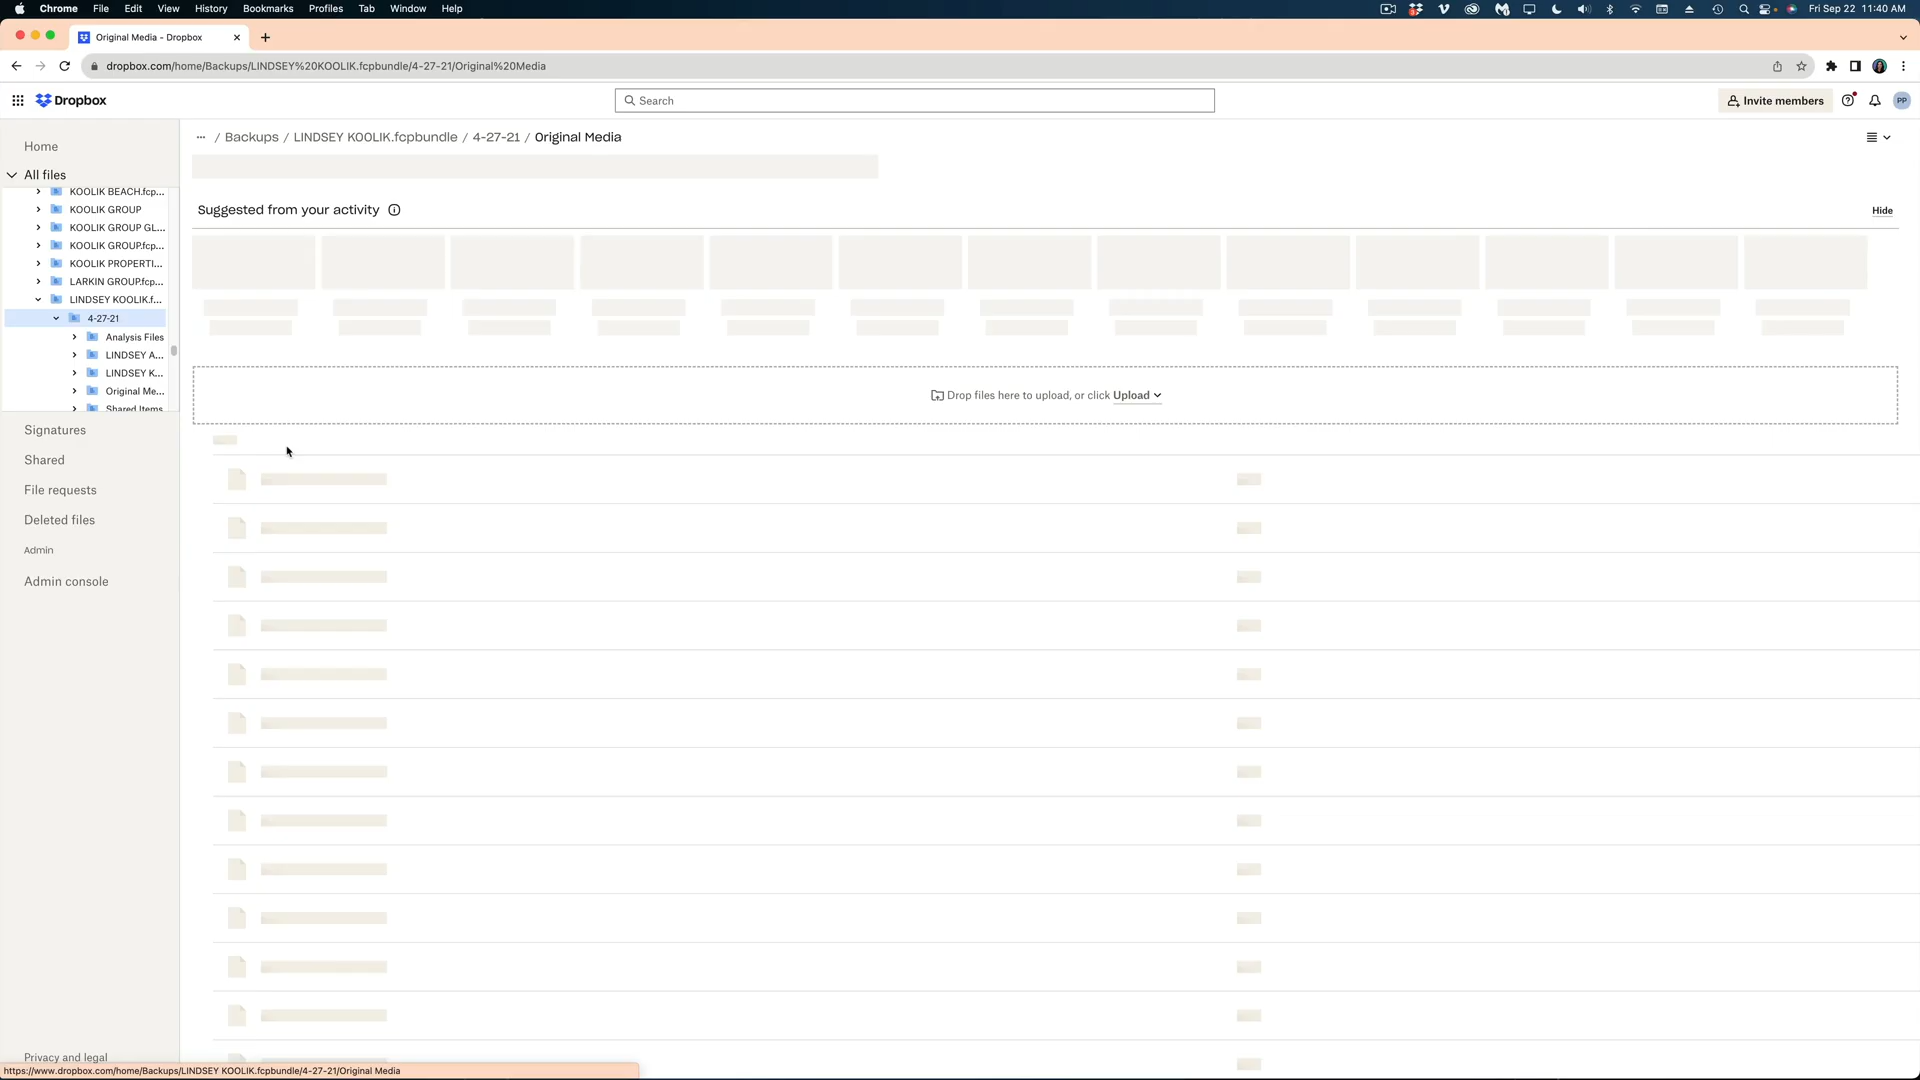 Chrome File Edit View History Bookmarks Profiles Tab Window Help Fri Sep 22 11:40 AM
Original Media - Dropbox
dropbox.com/home/Backups/LINDSEY%20KOOLIK.fcpbundle/4-27-21/Original%20Media
Dropbox
Search
Invite members
PP
Home
All files
KOOLIK BEACH.fcp...
KOOLIK GROUP
KOOLIK GROUP GL...
KOOLIK GROUP.fcp...
KOOLIK PROPERTI...
LARKIN GROUP.fcp...
LINDSEY KOOLIK.f...
4-27-21
Analysis Files
LINDSEY A...
LINDSEY K...
Original Me...
Shared Items
Signatures
Shared
File requests
Deleted files
Admin
Admin console
Privacy and legal
... / Backups / LINDSEY KOOLIK.fcpbundle / 4-27-21 / Original Media
Suggested from your activity
Hide
Drop files here to upload, or click Upload
https://www.dropbox.com/home/Backups/LINDSEY KOOLIK.fcpbundle/4-27-21/Original Media